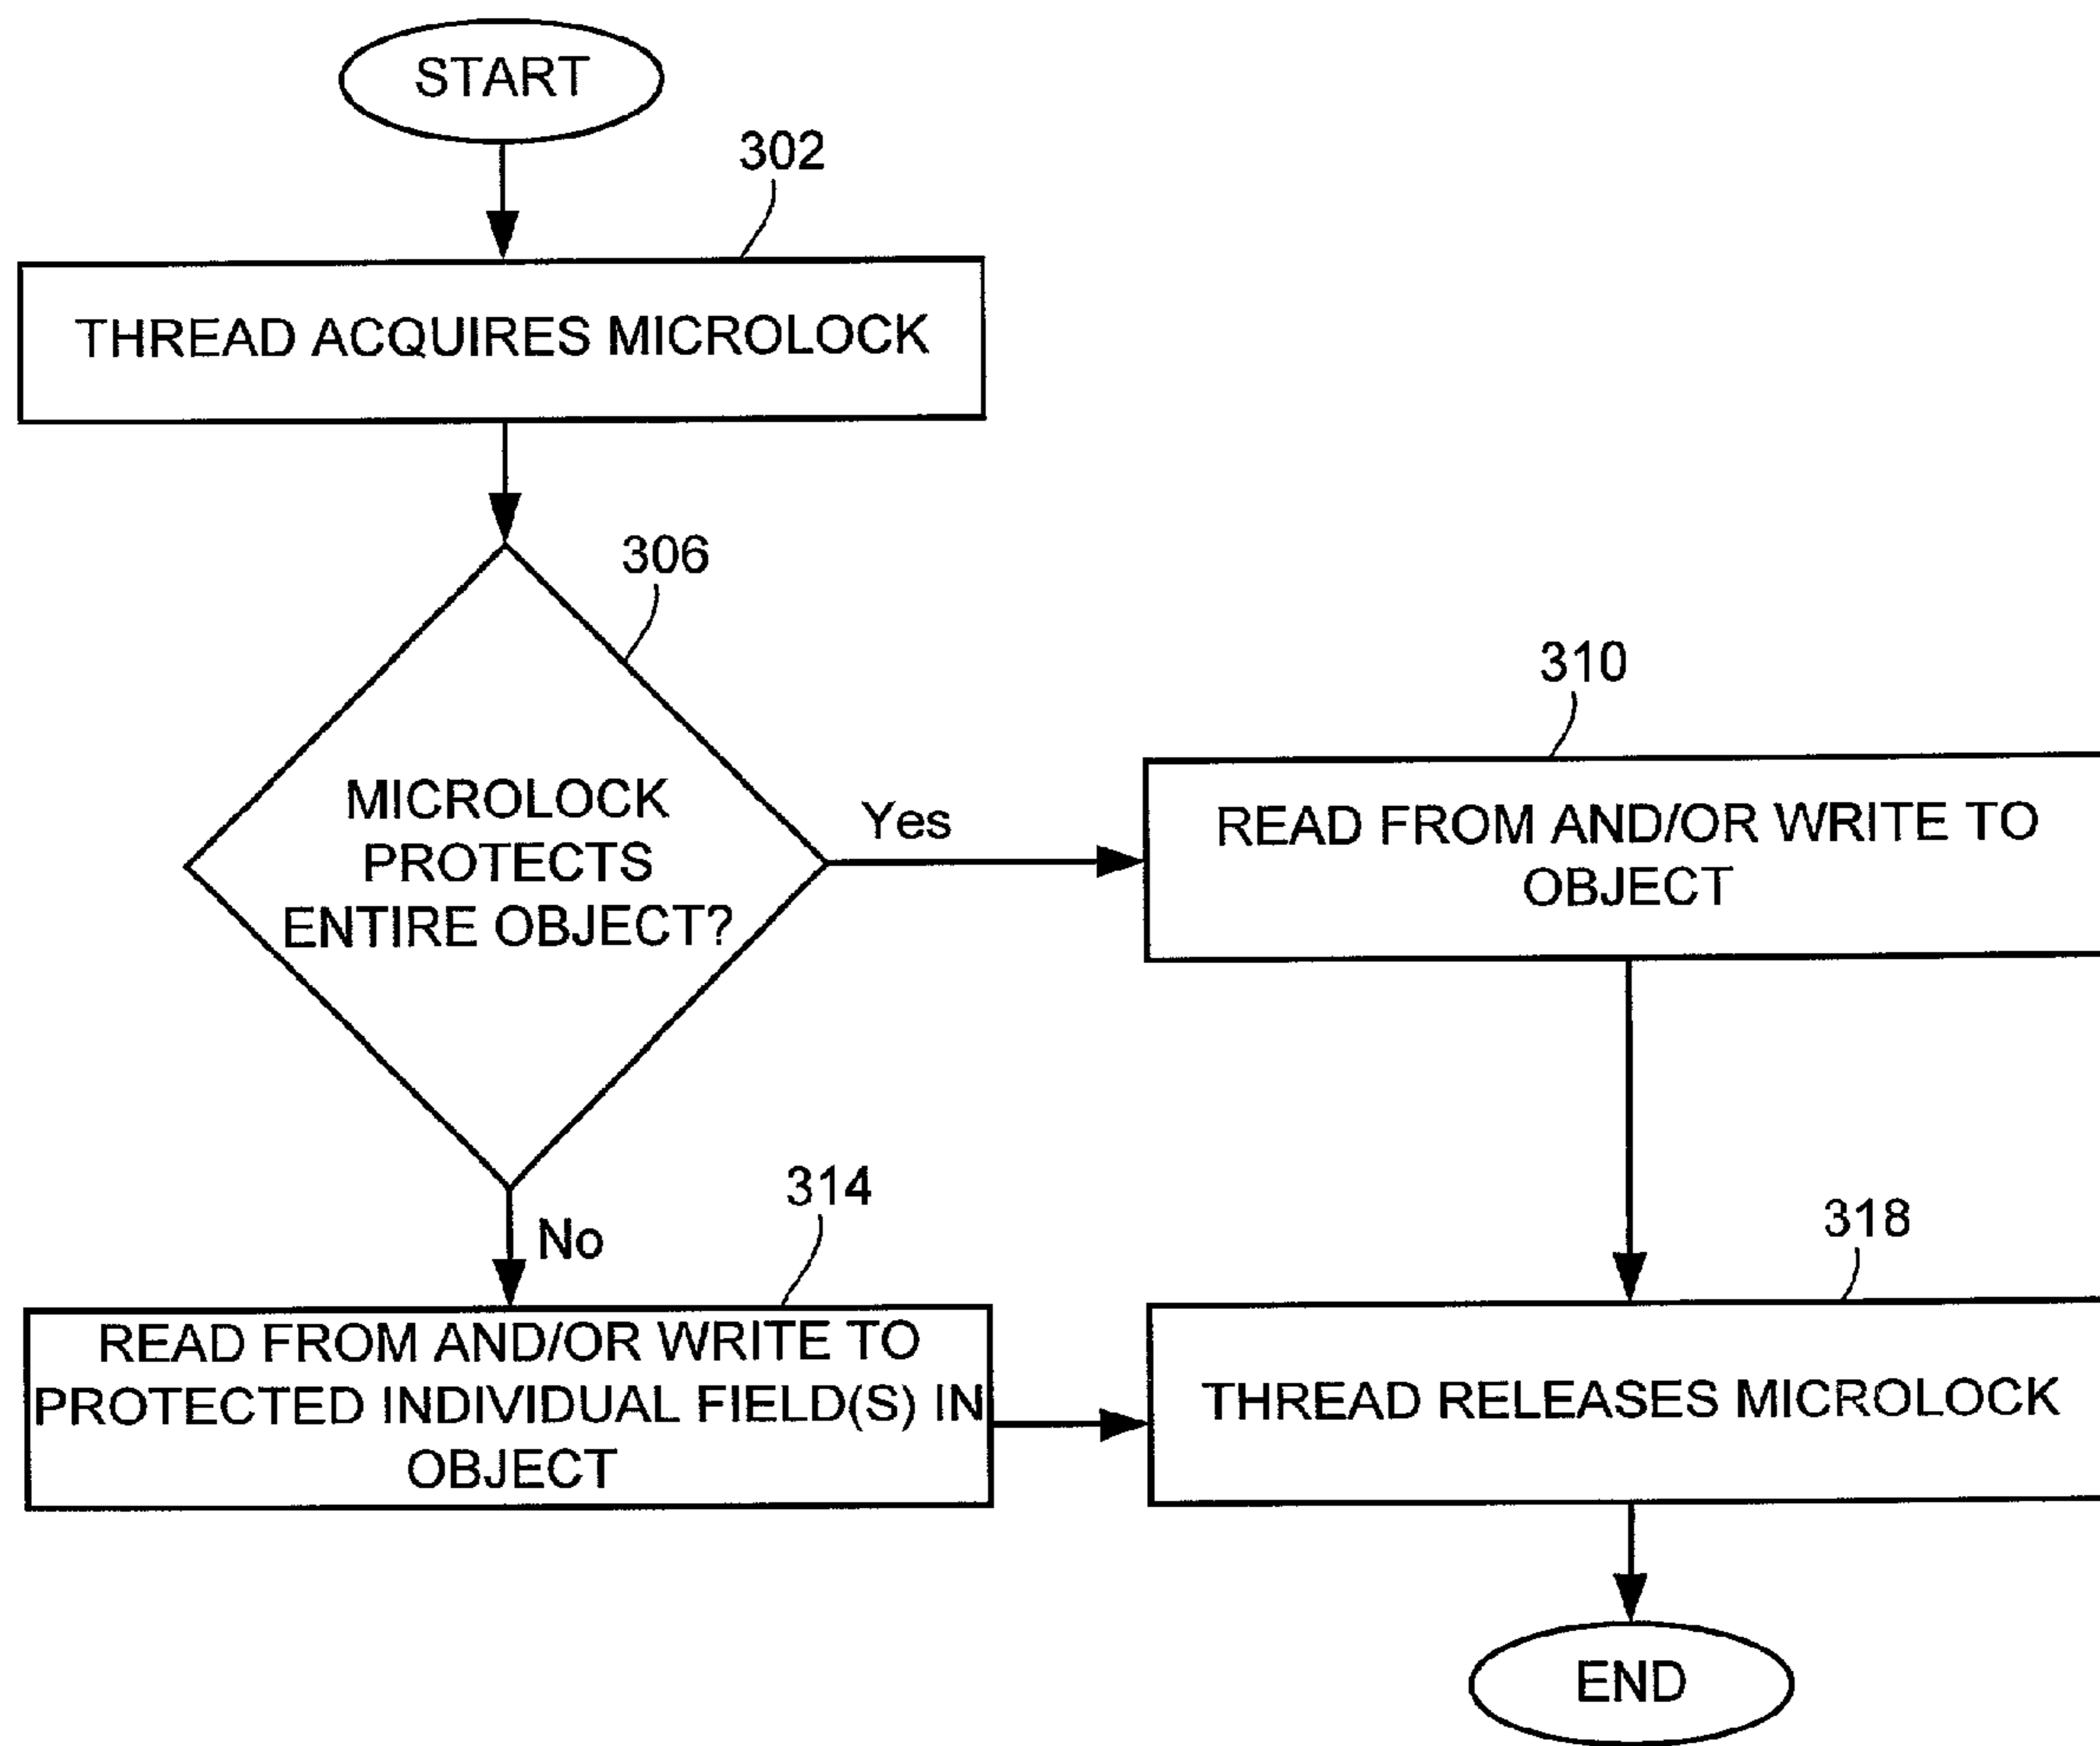 START
302
THREAD ACQUIRES MICROLOCK
306
MICROLOCK
PROTECTS
ENTIRE OBJECT?
Yes
310
READ FROM AND/OR WRITE TO
OBJECT
No
314
READ FROM AND/OR WRITE TO
PROTECTED INDIVIDUAL FIELD(S) IN
OBJECT
318
THREAD RELEASES MICROLOCK
END